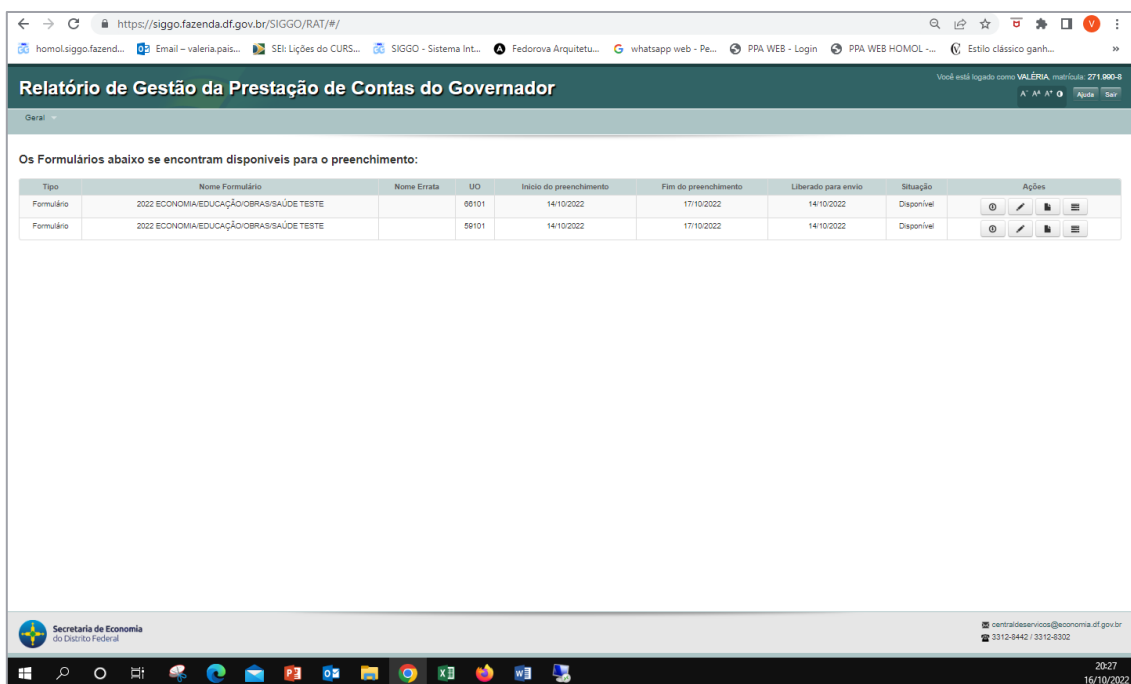 https://siggo.fazenda.df.gov.br/SIGGO/RAT/#/
homol.siggo.fazend... Email – valeria.pais... SEI: Lições do CURS... SIGGO - Sistema Int... Fedorova Arquitetu... whatsapp web - Pe... PPA WEB - Login PPA WEB HOMOL -... Estilo clássico ganh... »
Você está logado como VALÉRIA, matrícula: 271.990-8
Relatório de Gestão da Prestação de Contas do Governador
A- AA A+ Ajuda Sair
Geral
Os Formulários abaixo se encontram disponíveis para o preenchimento:
Tipo Nome Formulário Nome Errata UO Início do preenchimento Fim do preenchimento Liberado para envio Situação Ações
Formulário 2022 ECONOMIA/EDUCAÇÃO/OBRAS/SAÚDE TESTE 66101 14/10/2022 17/10/2022 14/10/2022 Disponível
Formulário 2022 ECONOMIA/EDUCAÇÃO/OBRAS/SAÚDE TESTE 59101 14/10/2022 17/10/2022 14/10/2022 Disponível
Secretaria de Economia
do Distrito Federal
centraldeservicos@economia.df.gov.br
3312-8442 / 3312-8302
20:27
16/10/2022